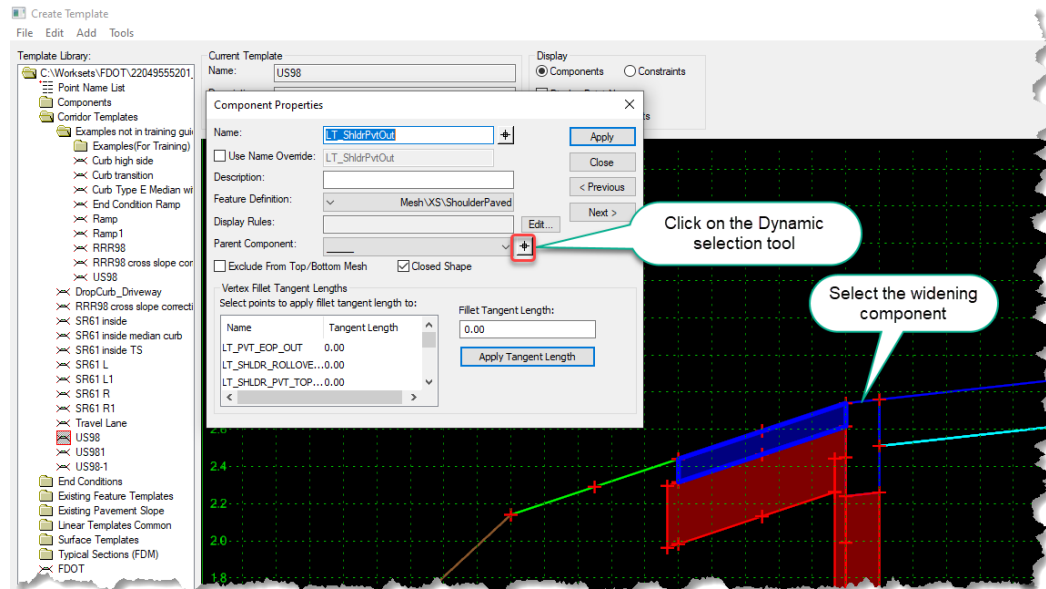 Create Template
File Edit Add Tools
Template Library:
C:\Worksets\FDOT\22049555201_
Point Name List
Components
Corridor Templates
Examples not in training gui
Examples(For Training)
Curb high side
Curb transition
Curb Type E Median wi
End Condition Ramp
Ramp
Ramp1
RRR98
RRR98 cross slope cor
US98
DropCurb_Driveway
RRR98 cross slope correcti
SR61 inside
SR61 inside median curb
SR61 inside TS
SR61 L
SR61 L1
SR61 R
SR61 R1
Travel Lane
US98
US981
US98-1
End Conditions
Existing Feature Templates
Existing Pavement Slope
Linear Templates Common
Surface Templates
Typical Sections (FDM)
FDOT
Current Template
Name: US98
Display
Components Constraints
Component Properties
Name: LT_ShldrPvtOut
Use Name Override: LT_ShldrPvtOut
Description:
Feature Definition: Mesh\XS\ShoulderPaved
Display Rules: Edit...
Parent Component:
Exclude From Top/Bottom Mesh Closed Shape
Vertex Fillet Tangent Lengths
Select points to apply fillet tangent length to:
Name Tangent Length
LT_PVT_EOP_OUT 0.00
LT_SHLDR_ROLLOVE...0.00
LT_SHLDR_PVT_TOP...0.00
Fillet Tangent Length:
0.00
Apply Tangent Length
Apply
Close
< Previous
Next >
Click on the Dynamic
selection tool
Select the widening
component
2.4
2.2
2.0